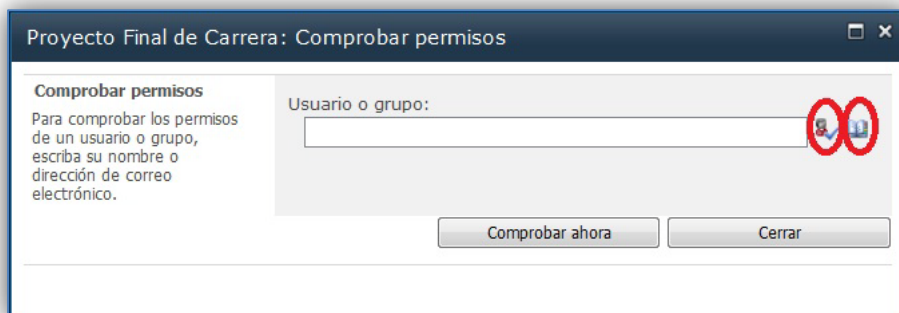 Proyecto Final de Carrera: Comprobar permisos
Comprobar permisos
Para comprobar los permisos
de un usuario o grupo,
escriba su nombre o
dirección de correo
electrónico.
Usuario o grupo:
Comprobar ahora
Cerrar